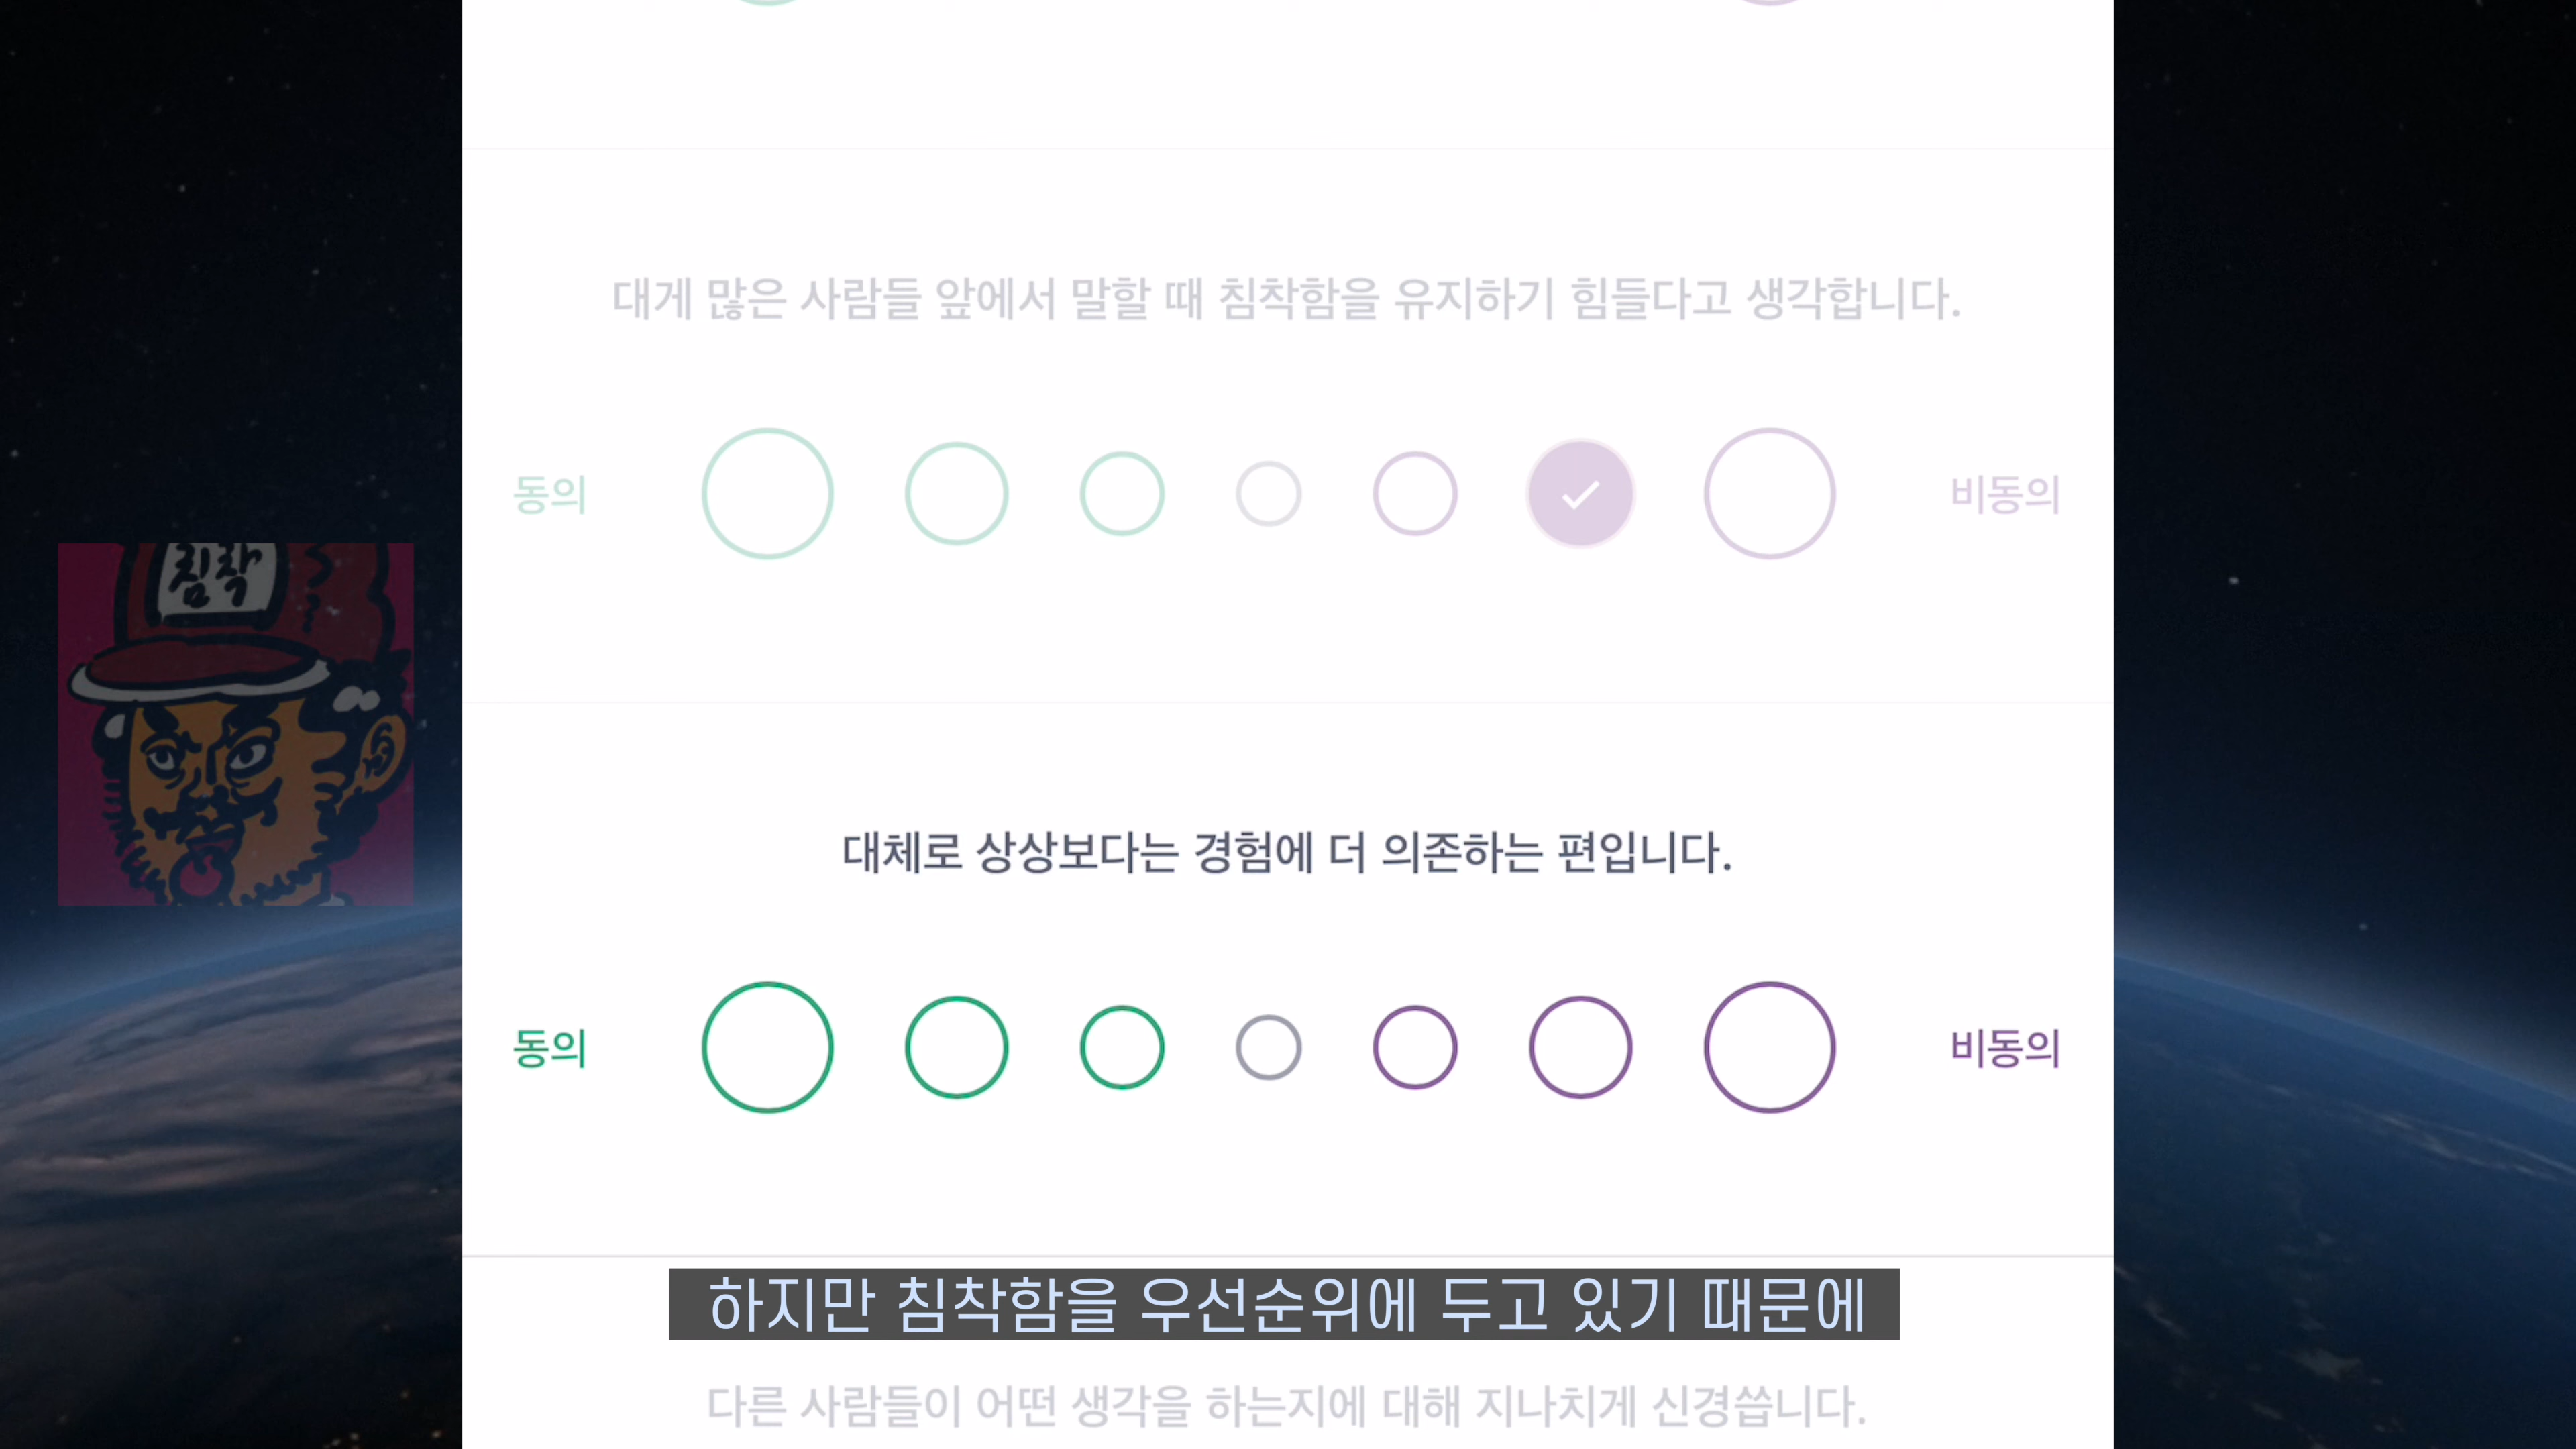 대게 많은 사람들 앞에서 말할 때 침착함을 유지하기 힘들다고 생각합니다.
동의
비동의
침착
대체로 상상보다는 경험에 더 의존하는 편입니다.
동의
비동의
하지만 침착함을 우선순위에 두고 있기 때문에
다른 사람들이 어떤 생각을 하는지에 대해 지나치게 신경씁니다.